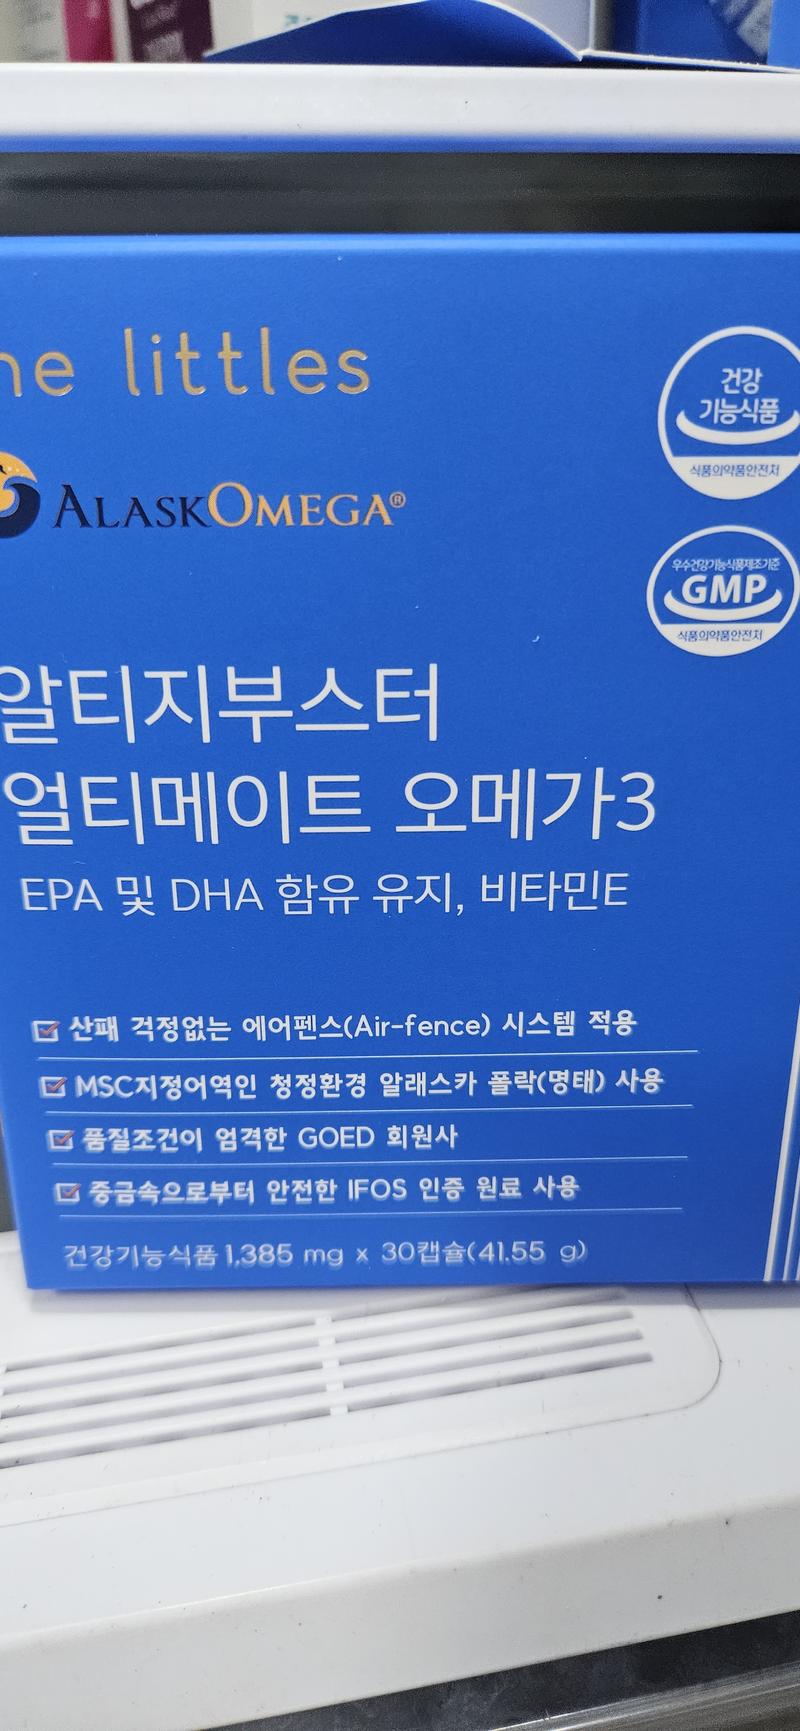 he littles
건강
기능식품
식품의약품안전처
ALASKOMEGA®
우수건강기능식품제조기준
GMP
식품의약품안전처
알티지부스터
얼티메이트 오메가3
EPA 및 DHA 함유 유지, 비타민E
산패 걱정없는 에어펜스(Air-fence) 시스템 적용
MSC지정어역인 청정환경 알래스카 폴락(명태) 사용
품질조건이 엄격한 GOED 회원사
중금속으로부터 안전한 IFOS 인증 원료 사용
건강기능식품 1,385 mg x 30캡슐(41.55 g)